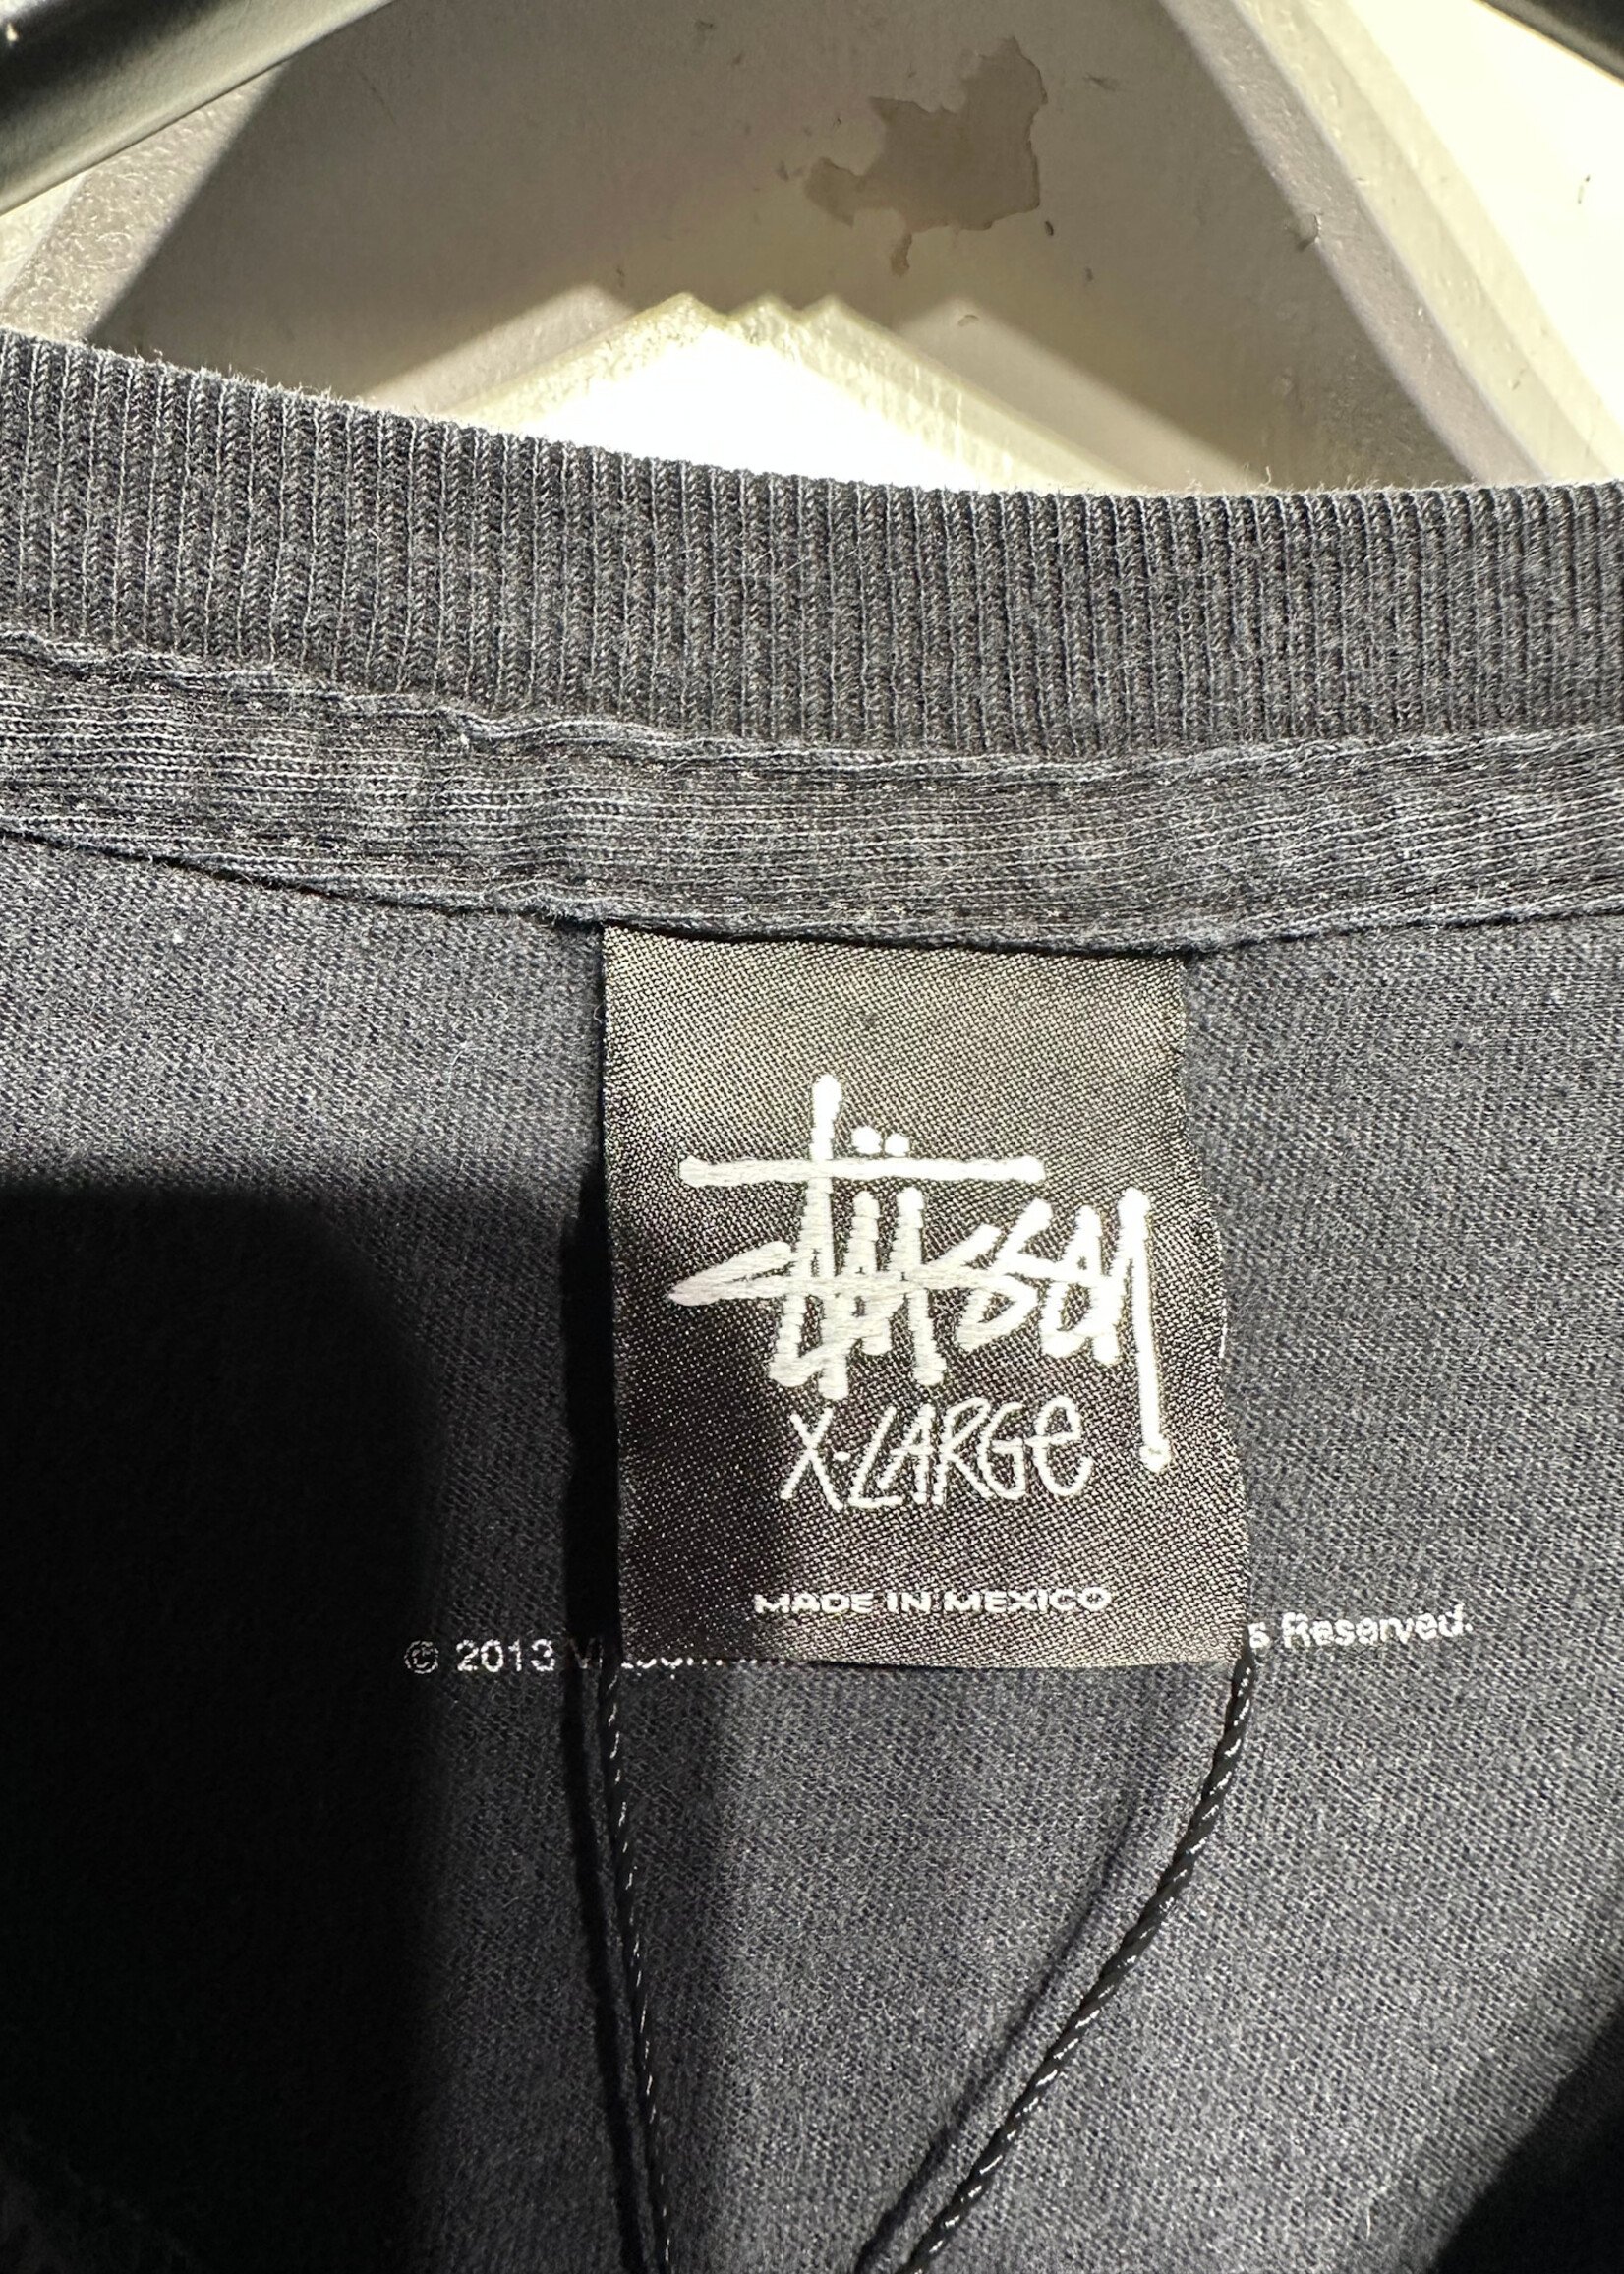 Stüssy
X-LARGE
MADE IN MEXICO
© 2013
s Reserved.